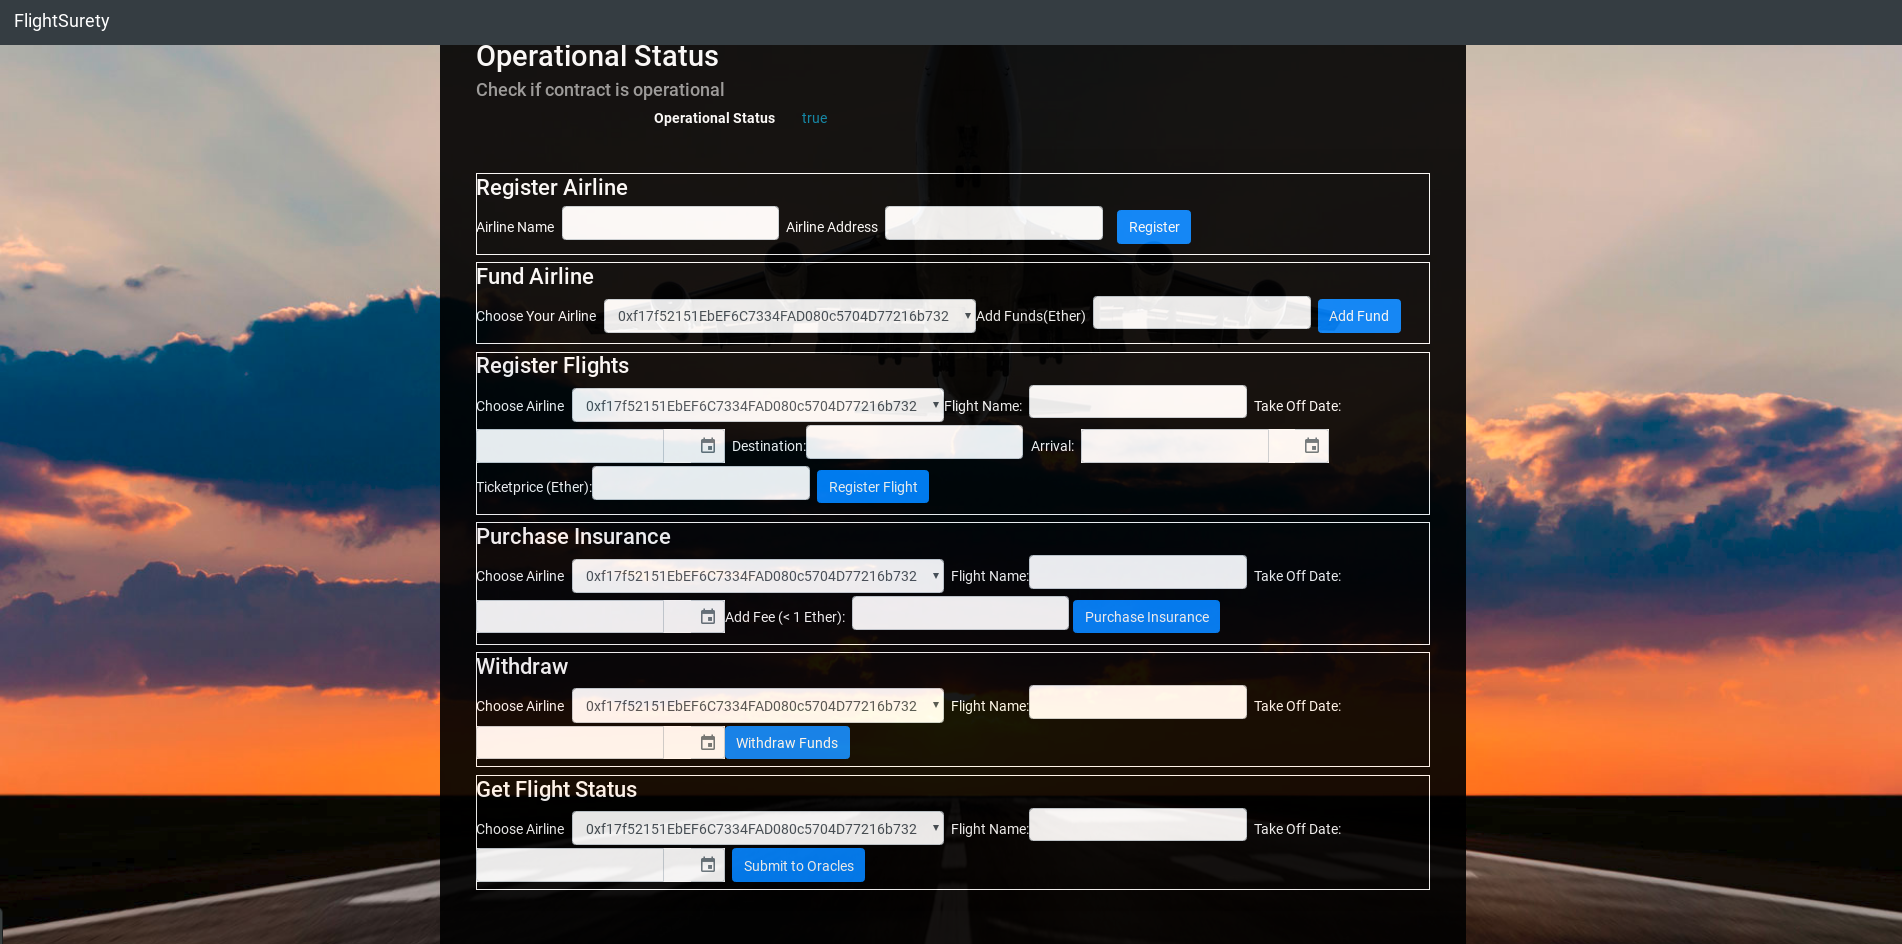 FlightSurety
Operational Status
Check if contract is operational
Operational Status true
Register Airline
Airline Name Airline Address Register
Fund Airline
Choose Your Airline 0xf17f52151EbEF6C7334FAD080c5704D77216b732 Add Funds(Ether) Add Fund
Register Flights
Choose Airline 0xf17f52151EbEF6C7334FAD080c5704D77216b732 Flight Name: Take Off Date:
Destination: Arrival:
Ticketprice (Ether): Register Flight
Purchase Insurance
Choose Airline 0xf17f52151EbEF6C7334FAD080c5704D77216b732 Flight Name: Take Off Date:
Add Fee (< 1 Ether): Purchase Insurance
Withdraw
Choose Airline 0xf17f52151EbEF6C7334FAD080c5704D77216b732 Flight Name: Take Off Date:
Withdraw Funds
Get Flight Status
Choose Airline 0xf17f52151EbEF6C7334FAD080c5704D77216b732 Flight Name: Take Off Date:
Submit to Oracles